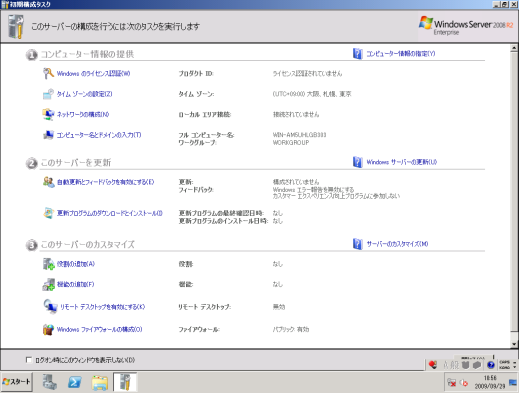 初期構成タスク
このサーバーの構成を行うには次のタスクを実行します
Windows Server 2008 R2
Enterprise
1 コンピューター情報の提供
コンピューター情報の指定(Y)
Windows のライセンス認証(W)
プロダクト ID:
ライセンス認証されていません
タイム ゾーンの設定(Z)
タイム ゾーン:
(UTC+09:00) 大阪、札幌、東京
ネットワークの構成(N)
ローカル エリア接続:
接続されていません
コンピューター名とドメインの入力(T)
フル コンピューター名:
WIN-AM5UHLGB303
ワークグループ:
WORKGROUP
2 このサーバーを更新
Windows サーバーの更新(U)
自動更新とフィードバックを有効にする(E)
更新:
構成されていません
フィードバック:
Windows エラー報告を無効にする
カスタマー エクスペリエンス向上プログラムに参加しない
更新プログラムのダウンロードとインストール(D)
更新プログラムの最終確認日時:
なし
更新プログラムのインストール日時:
なし
3 このサーバーのカスタマイズ
サーバーのカスタマイズ(M)
役割の追加(A)
役割:
なし
機能の追加(F)
機能:
なし
リモート デスクトップを有効にする(K)
リモート デスクトップ:
無効
Windows ファイアウォールの構成(O)
ファイアウォール:
パブリック: 有効
ログオン時にこのウィンドウを表示しない(D)
A 般
CAPS
KANA
スタート
18:56
2009/09/29